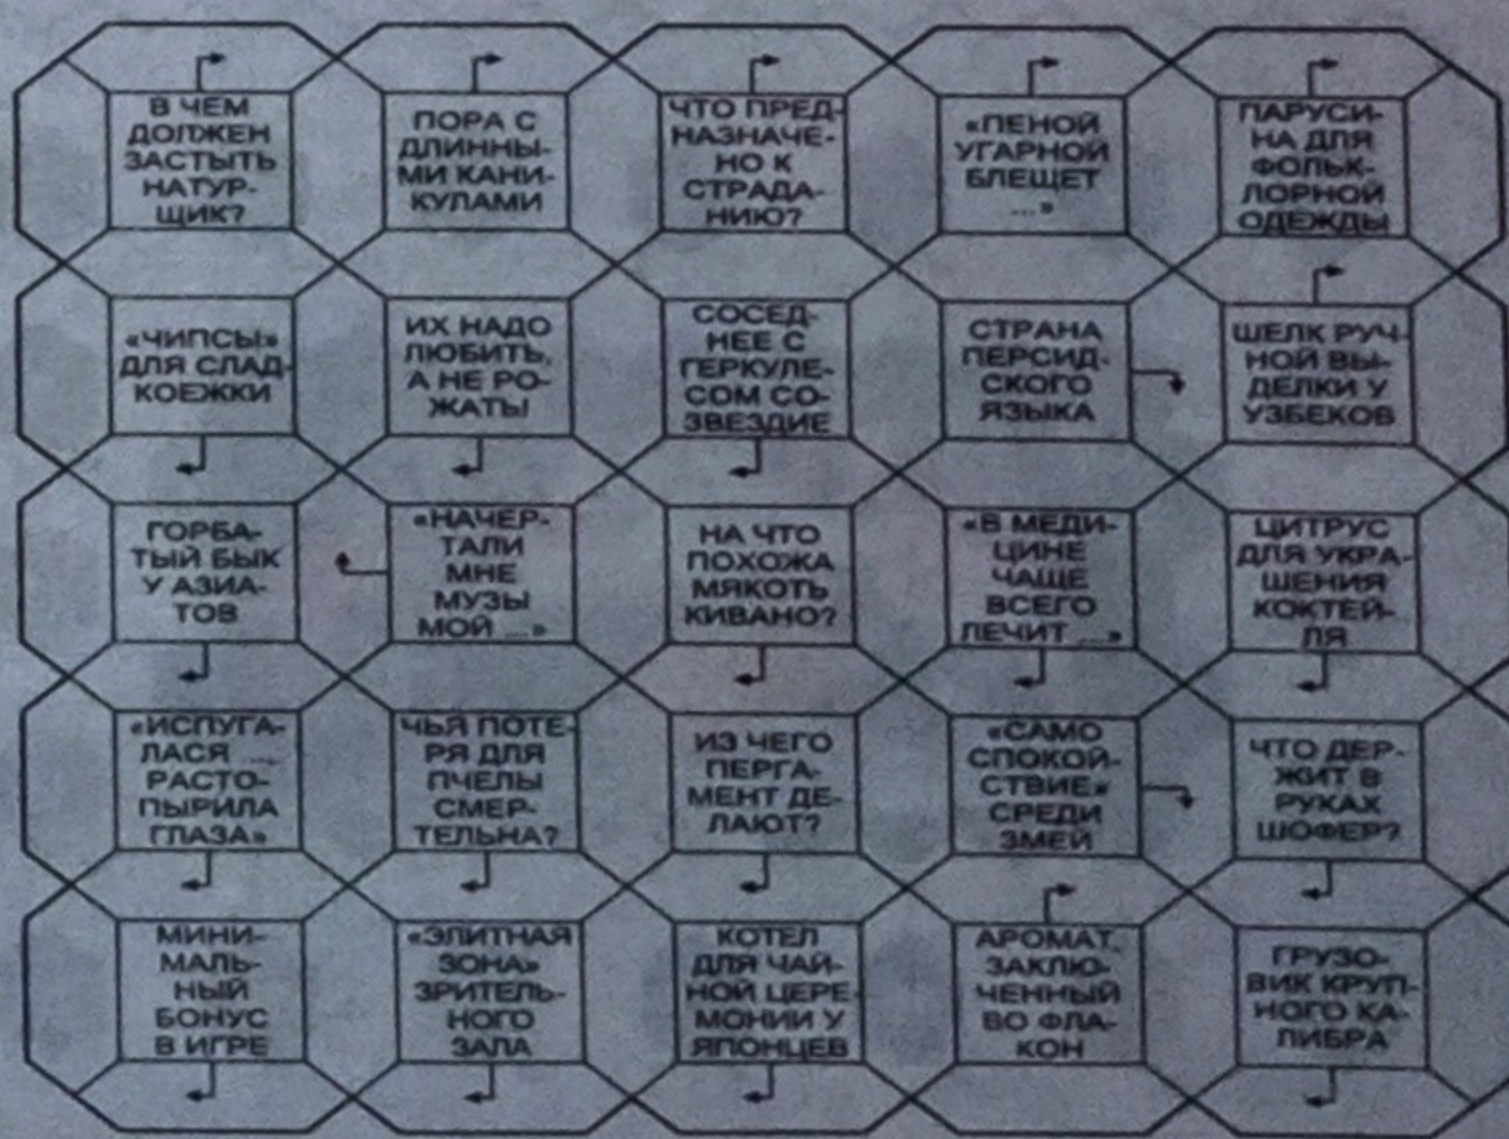 В ЧЕМ
ДОЛЖЕН
ЗАСТЫТЬ
НАТУР-
ЩИК?
ПОРА С
ДЛИННЫ-
МИ КАНИ-
КУЛАМИ
ЧТО ПРЕД-
НАЗНАЧЕ-
НО К
СТРАДА-
НИЮ?
«ПЕНОЙ
УГАРНОЙ
БЛЕЩЕТ
...»
ПАРУСИ-
НА ДЛЯ
ФОЛЬК-
ЛОРНОЙ
ОДЕЖДЫ
«ЧИПСЫ»
ДЛЯ СЛАД-
КОЕЖКИ
ИХ НАДО
ЛЮБИТЬ,
А НЕ РО-
ЖАТЬ!
СОСЕД-
НЕЕ С
ГЕРКУЛЕ-
СОМ СО-
ЗВЕЗДИЕ
СТРАНА
ПЕРСИД-
СКОГО
ЯЗЫКА
ШЕЛК РУЧ-
НОЙ ВЫ-
ДЕЛКИ У
УЗБЕКОВ
ГОРБА-
ТЫЙ БЫК
У АЗИА-
ТОВ
«НАЧЕР-
ТАЛИ
МНЕ
МУЗЫ
МОЙ ...»
НА ЧТО
ПОХОЖА
МЯКОТЬ
КИВАНО?
«В МЕДИ-
ЦИНЕ
ЧАЩЕ
ВСЕГО
ЛЕЧИТ ...»
ЦИТРУС
ДЛЯ УКРА-
ШЕНИЯ
КОКТЕЙ-
ЛЯ
«ИСПУГА-
ЛАСЯ ...,
РАСТО-
ПЫРИЛА
ГЛАЗА»
ЧЬЯ ПОТЕ-
РЯ ДЛЯ
ПЧЕЛЫ
СМЕР-
ТЕЛЬНА?
ИЗ ЧЕГО
ПЕРГА-
МЕНТ ДЕ-
ЛАЮТ?
«САМО
СПОКОЙ-
СТВИЕ»
СРЕДИ
ЗМЕЙ
ЧТО ДЕР-
ЖИТ В
РУКАХ
ШОФЕР?
МИНИ-
МАЛЬ-
НЫЙ
БОНУС
В ИГРЕ
«ЭЛИТНАЯ
ЗОНА»
ЗРИТЕЛЬ-
НОГО
ЗАЛА
КОТЕЛ
ДЛЯ ЧАЙ-
НОЙ ЦЕРЕ-
МОНИИ У
ЯПОНЦЕВ
АРОМАТ,
ЗАКЛЮ-
ЧЕННЫЙ
ВО ФЛА-
КОН
ГРУЗО-
ВИК КРУП-
НОГО КА-
ЛИБРА